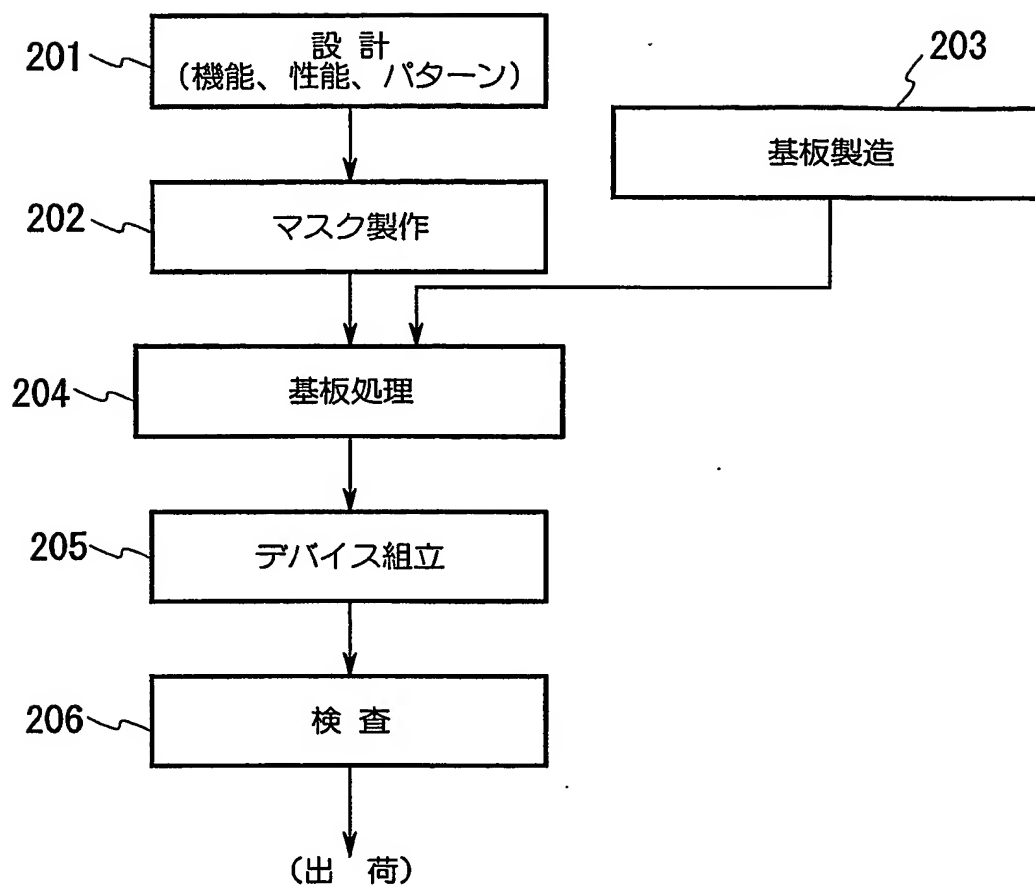 201
設 計
(機能、性能、パターン)
203
基板製造
202
マスク製作
204
基板処理
205
デバイス組立
206
検 査
(出 荷)